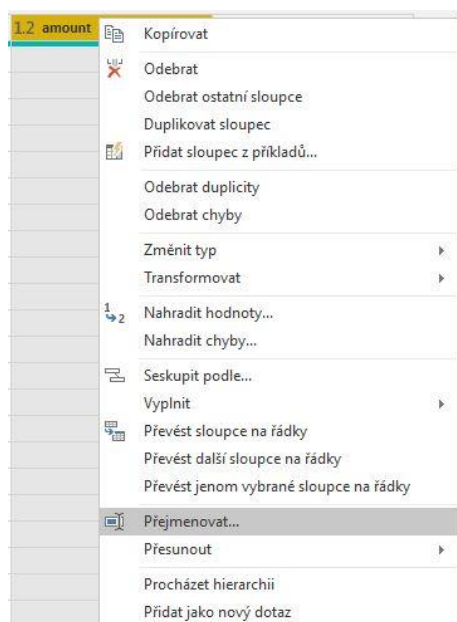 1.2 amount
Kopírovat
Odebrat
Odebrat ostatní sloupce
Duplikovat sloupec
Přidat sloupec z příkladů...
Odebrat duplicity
Odebrat chyby
Změnit typ
Transformovat
Nahradit hodnoty...
Nahradit chyby...
Seskupit podle...
Vyplnit
Převést sloupce na řádky
Převést další sloupce na řádky
Převést jenom vybrané sloupce na řádky
Přejmenovat...
Přesunout
Procházet hierarchii
Přidat jako nový dotaz